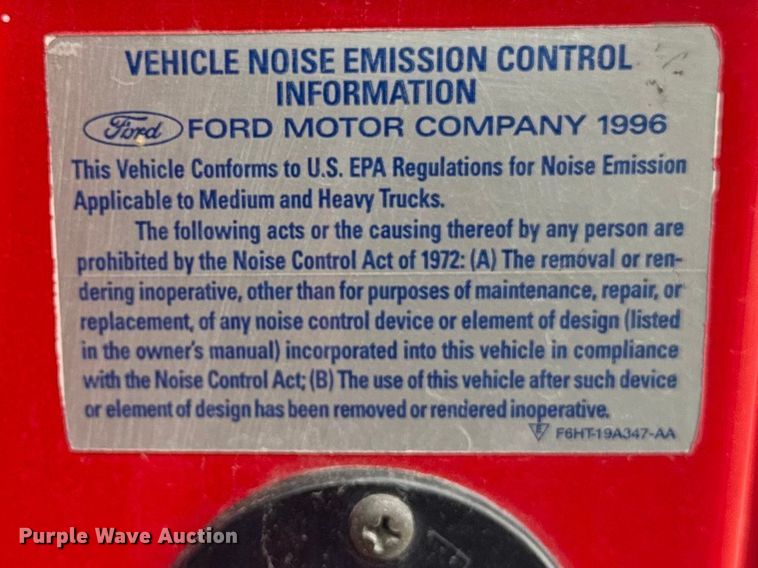 VEHICLE NOISE EMISSION CONTROL
INFORMATION
Ford FORD MOTOR COMPANY 1996
This Vehicle Conforms to U.S. EPA Regulations for Noise Emission
Applicable to Medium and Heavy Trucks.
The following acts or the causing thereof by any person are
prohibited by the Noise Control Act of 1972: (A) The removal or ren-
dering inoperative, other than for purposes of maintenance, repair, or
replacement, of any noise control device or element of design (listed
in the owner's manual) incorporated into this vehicle in compliance
with the Noise Control Act; (B) The use of this vehicle after such device
or element of design has been removed or rendered inoperative.
E F6HT-19A347-AA
Purple Wave Auction